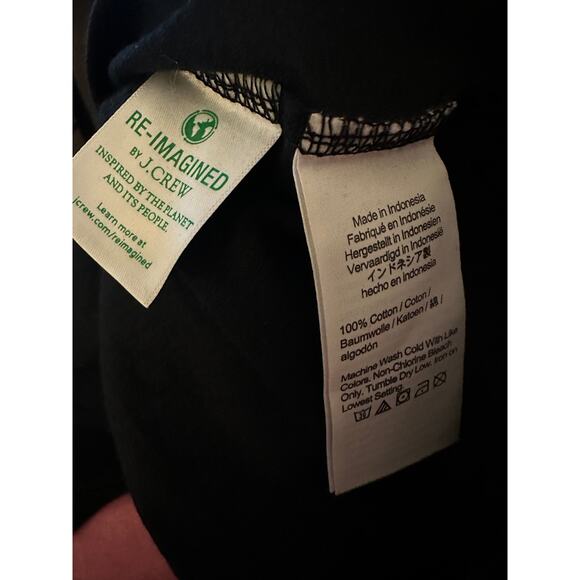 RE-IMAGINED
BY J.CREW
INSPIRED BY THE PLANET
AND ITS PEOPLE.
Learn more at
jcrew.com/reimagined
Made in Indonesia
Fabriqué en Indonésie
Hergestellt in Indonesien
Vervaardigd in Indonesië
インドネシア製
hecho en indonesia
100% Cotton / Coton /
Baumwolle / Katoen / 綿 /
algodón
Machine Wash Cold With Like
Colors. Non-Chlorine Bleach
Only. Tumble Dry Low. Iron on
Lowest Setting.